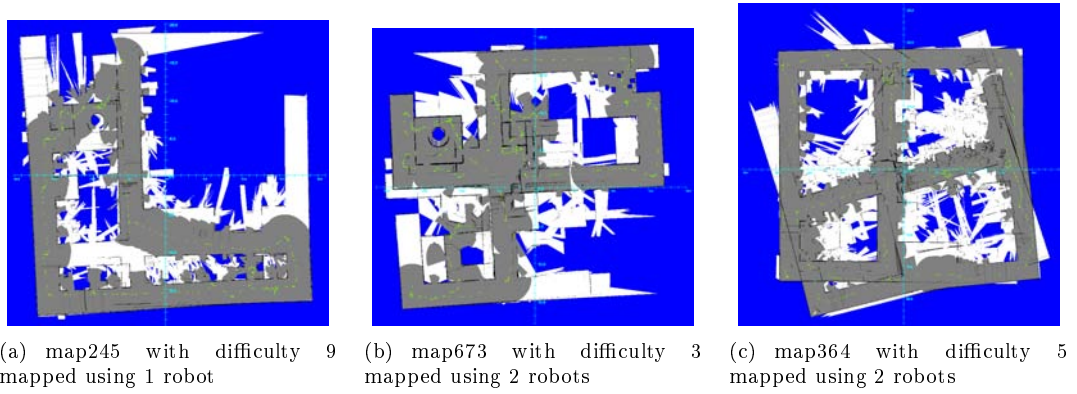 (a) map245 with difficulty 9
mapped using 1 robot
(b) map673 with difficulty 3
mapped using 2 robots
(c) map364 with difficulty 5
mapped using 2 robots